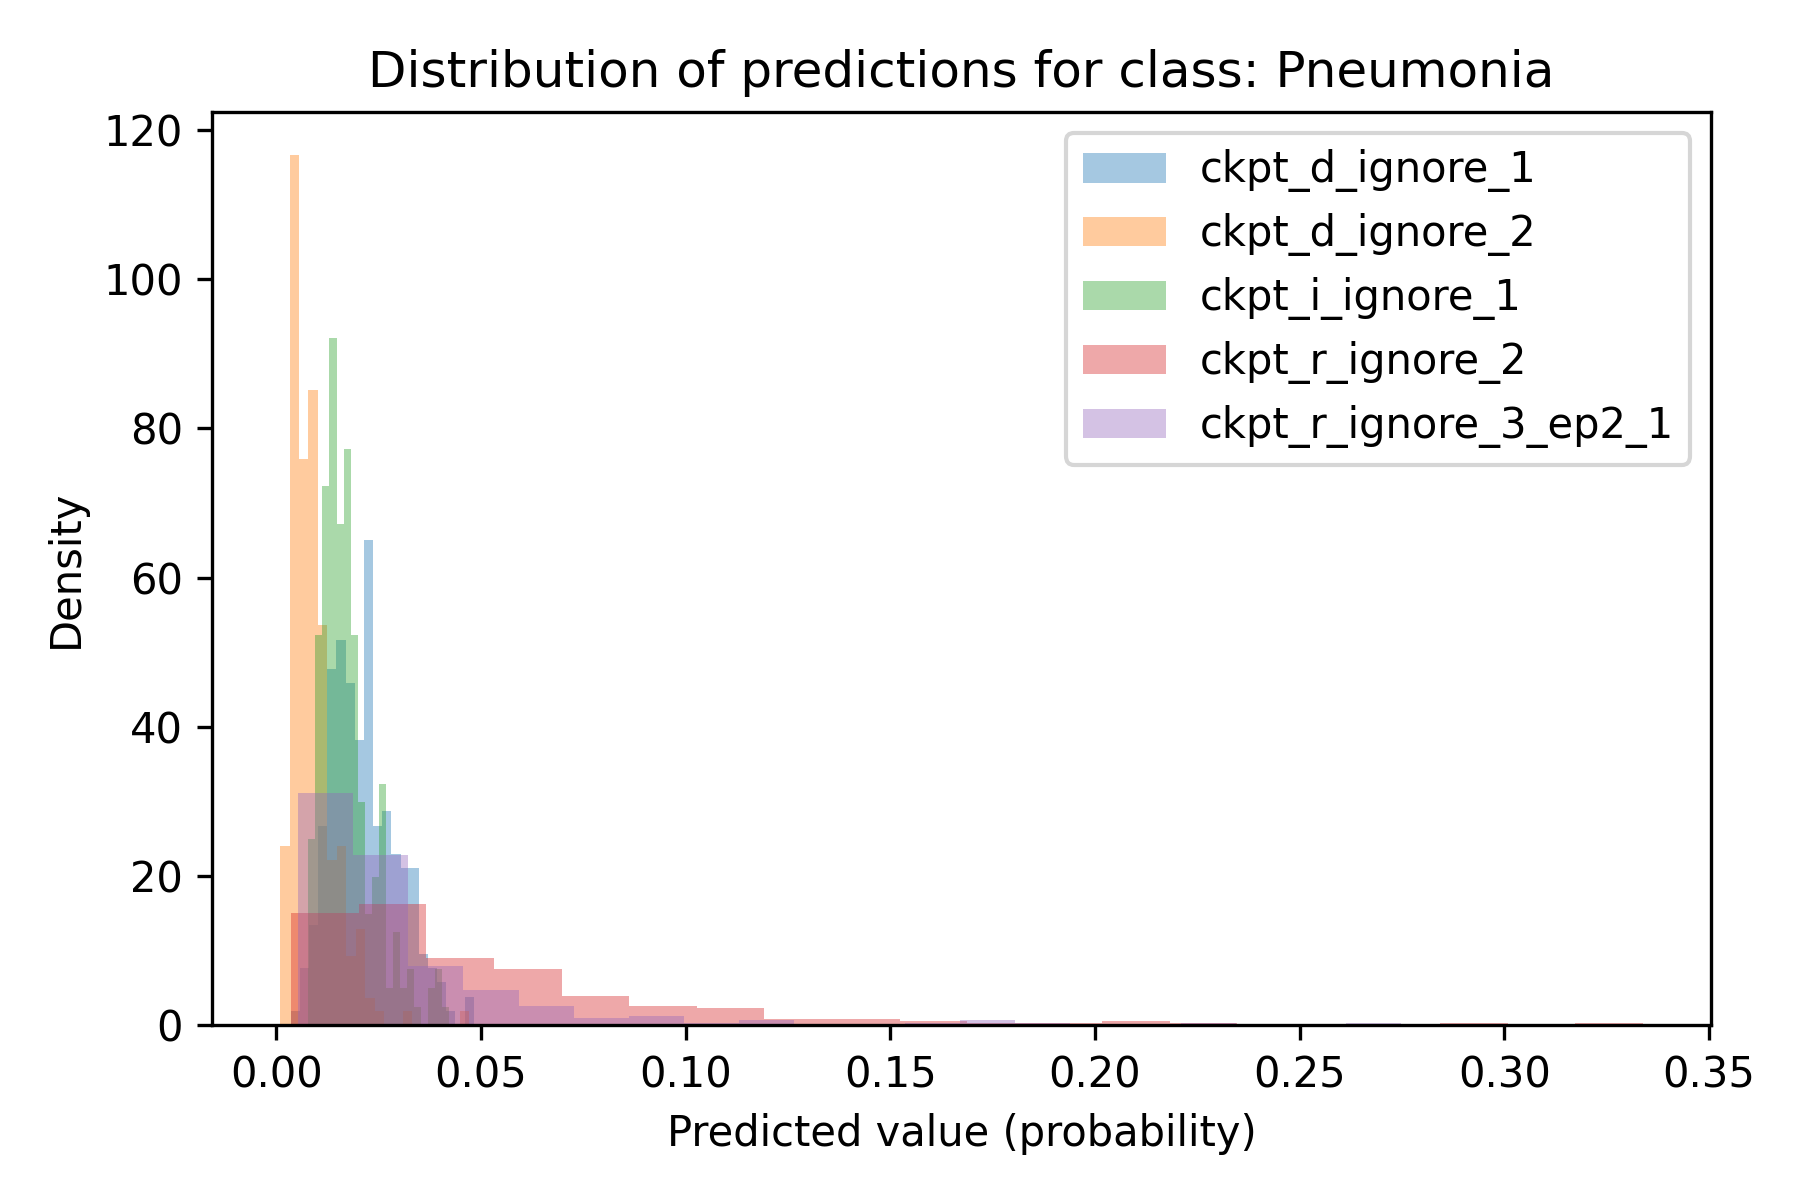 Distribution of predictions for class: Pneumonia
120
100
80
60
40
20
0
Density
ckpt_d_ignore_1
ckpt_d_ignore_2
ckpt_i_ignore_1
ckpt_r_ignore_2
ckpt_r_ignore_3_ep2_1
0.00 0.05 0.10 0.15 0.20 0.25 0.30 0.35
Predicted value (probability)